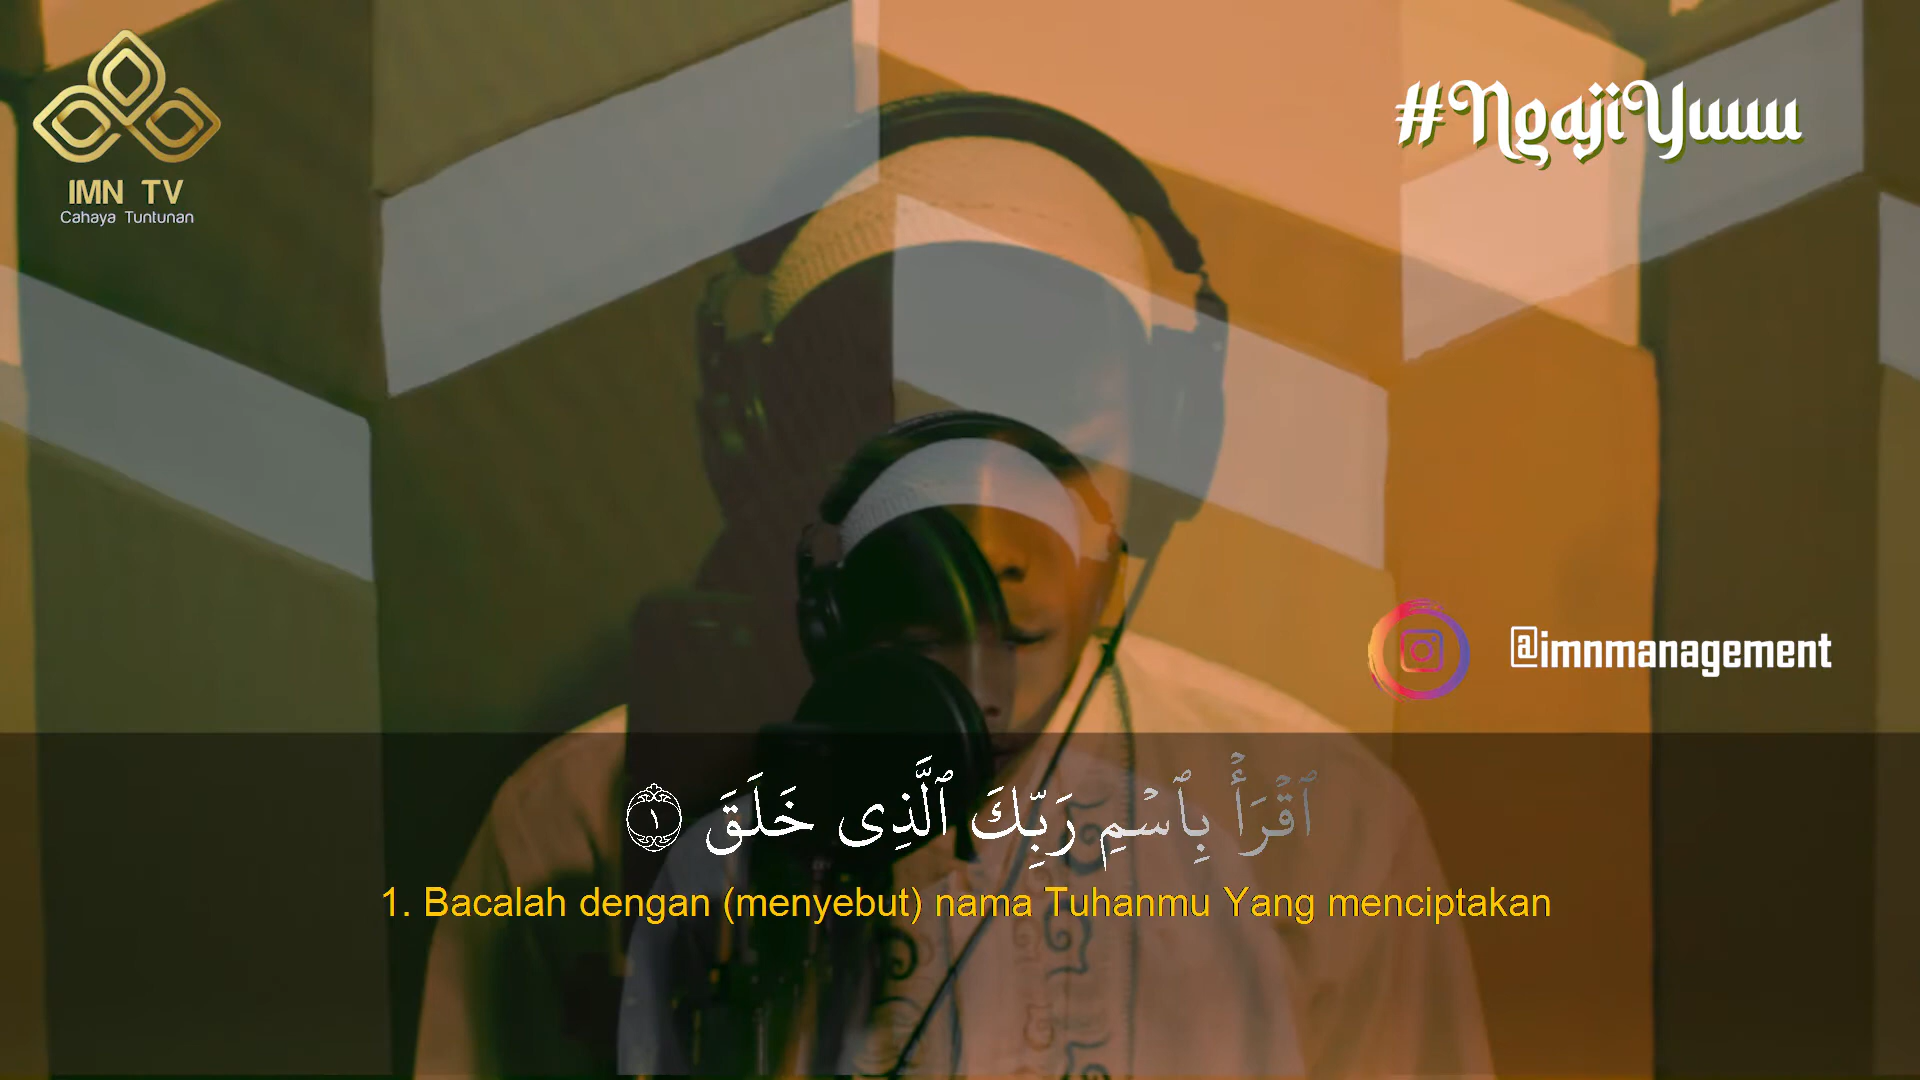 IMN TV
Cahaya Tuntunan
#NgajiYuuu
@imnmanagement
ٱقْرَأْ بِٱسْمِ رَبِّكَ ٱلَّذِى خَلَقَ ١
1. Bacalah dengan (menyebut) nama Tuhanmu Yang menciptakan